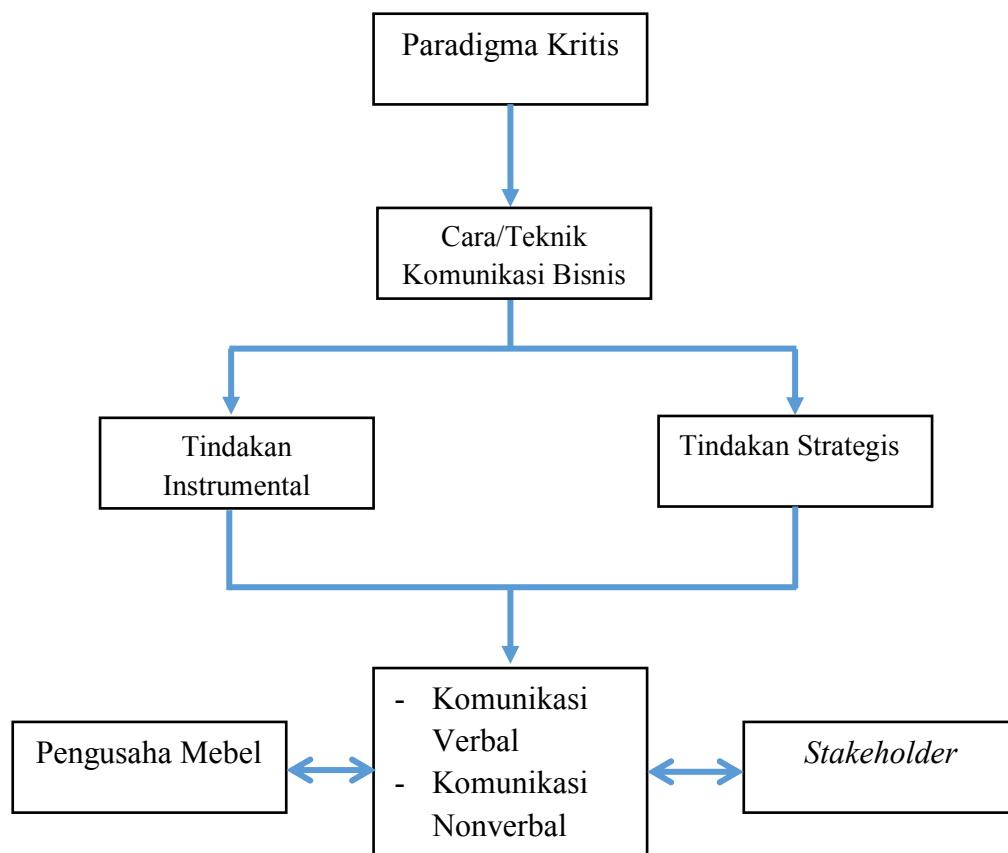 Paradigma Kritis
Cara/Teknik
Komunikasi Bisnis
Tindakan
Instrumental
Tindakan Strategis
Pengusaha Mebel
- Komunikasi
Verbal
- Komunikasi
Nonverbal
Stakeholder